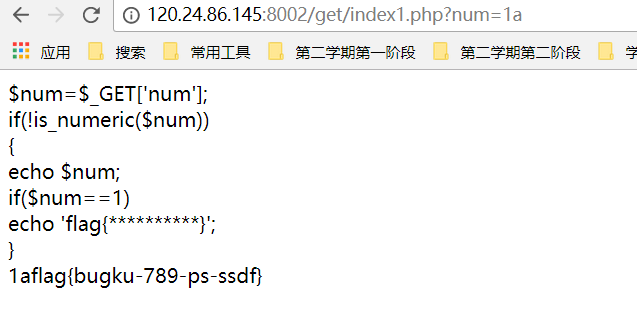 120.24.86.145:8002/get/index1.php?num=1a
应用 搜索 常用工具 第二学期第一阶段 第二学期第二阶段 学
$num=$_GET['num'];
if(!is_numeric($num))
{
echo $num;
if($num==1)
echo 'flag{**********}';
}
1aflag{bugku-789-ps-ssdf}